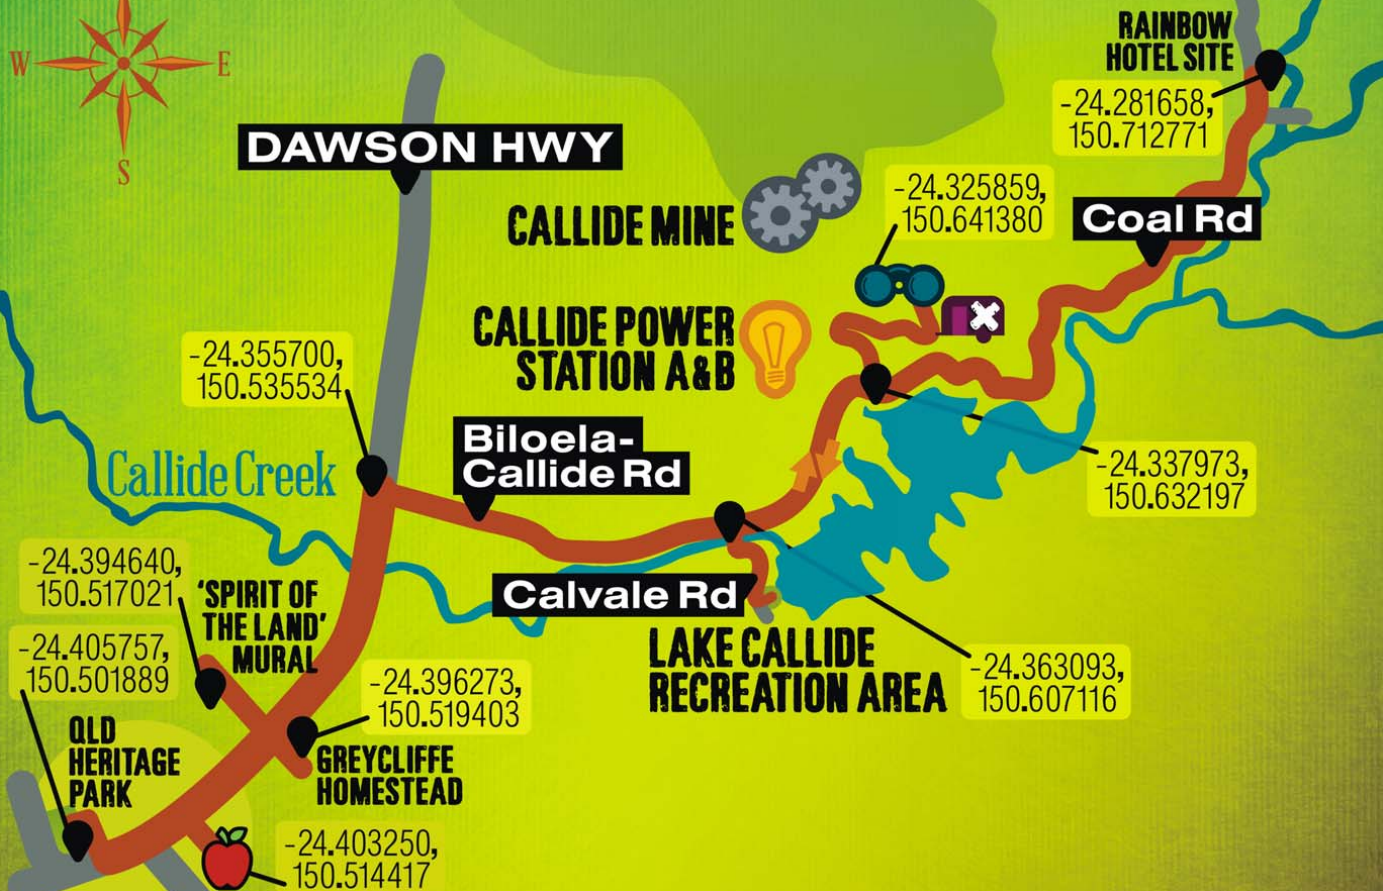 RAINBOW
HOTEL SITE
-24.281658,
150.712771
W
E
S
DAWSON HWY
CALLIDE MINE
-24.325859,
150.641380
Coal Rd
CALLIDE POWER
STATION A&B
-24.355700,
150.535534
Biloela-
Callide Rd
Callide Creek
-24.337973,
150.632197
-24.394640,
150.517021
'SPIRIT OF
THE LAND'
MURAL
Calvale Rd
LAKE CALLIDE
RECREATION AREA
-24.363093,
150.607116
-24.405757,
150.501889
-24.396273,
150.519403
QLD
HERITAGE
PARK
GREYCLIFFE
HOMESTEAD
-24.403250,
150.514417